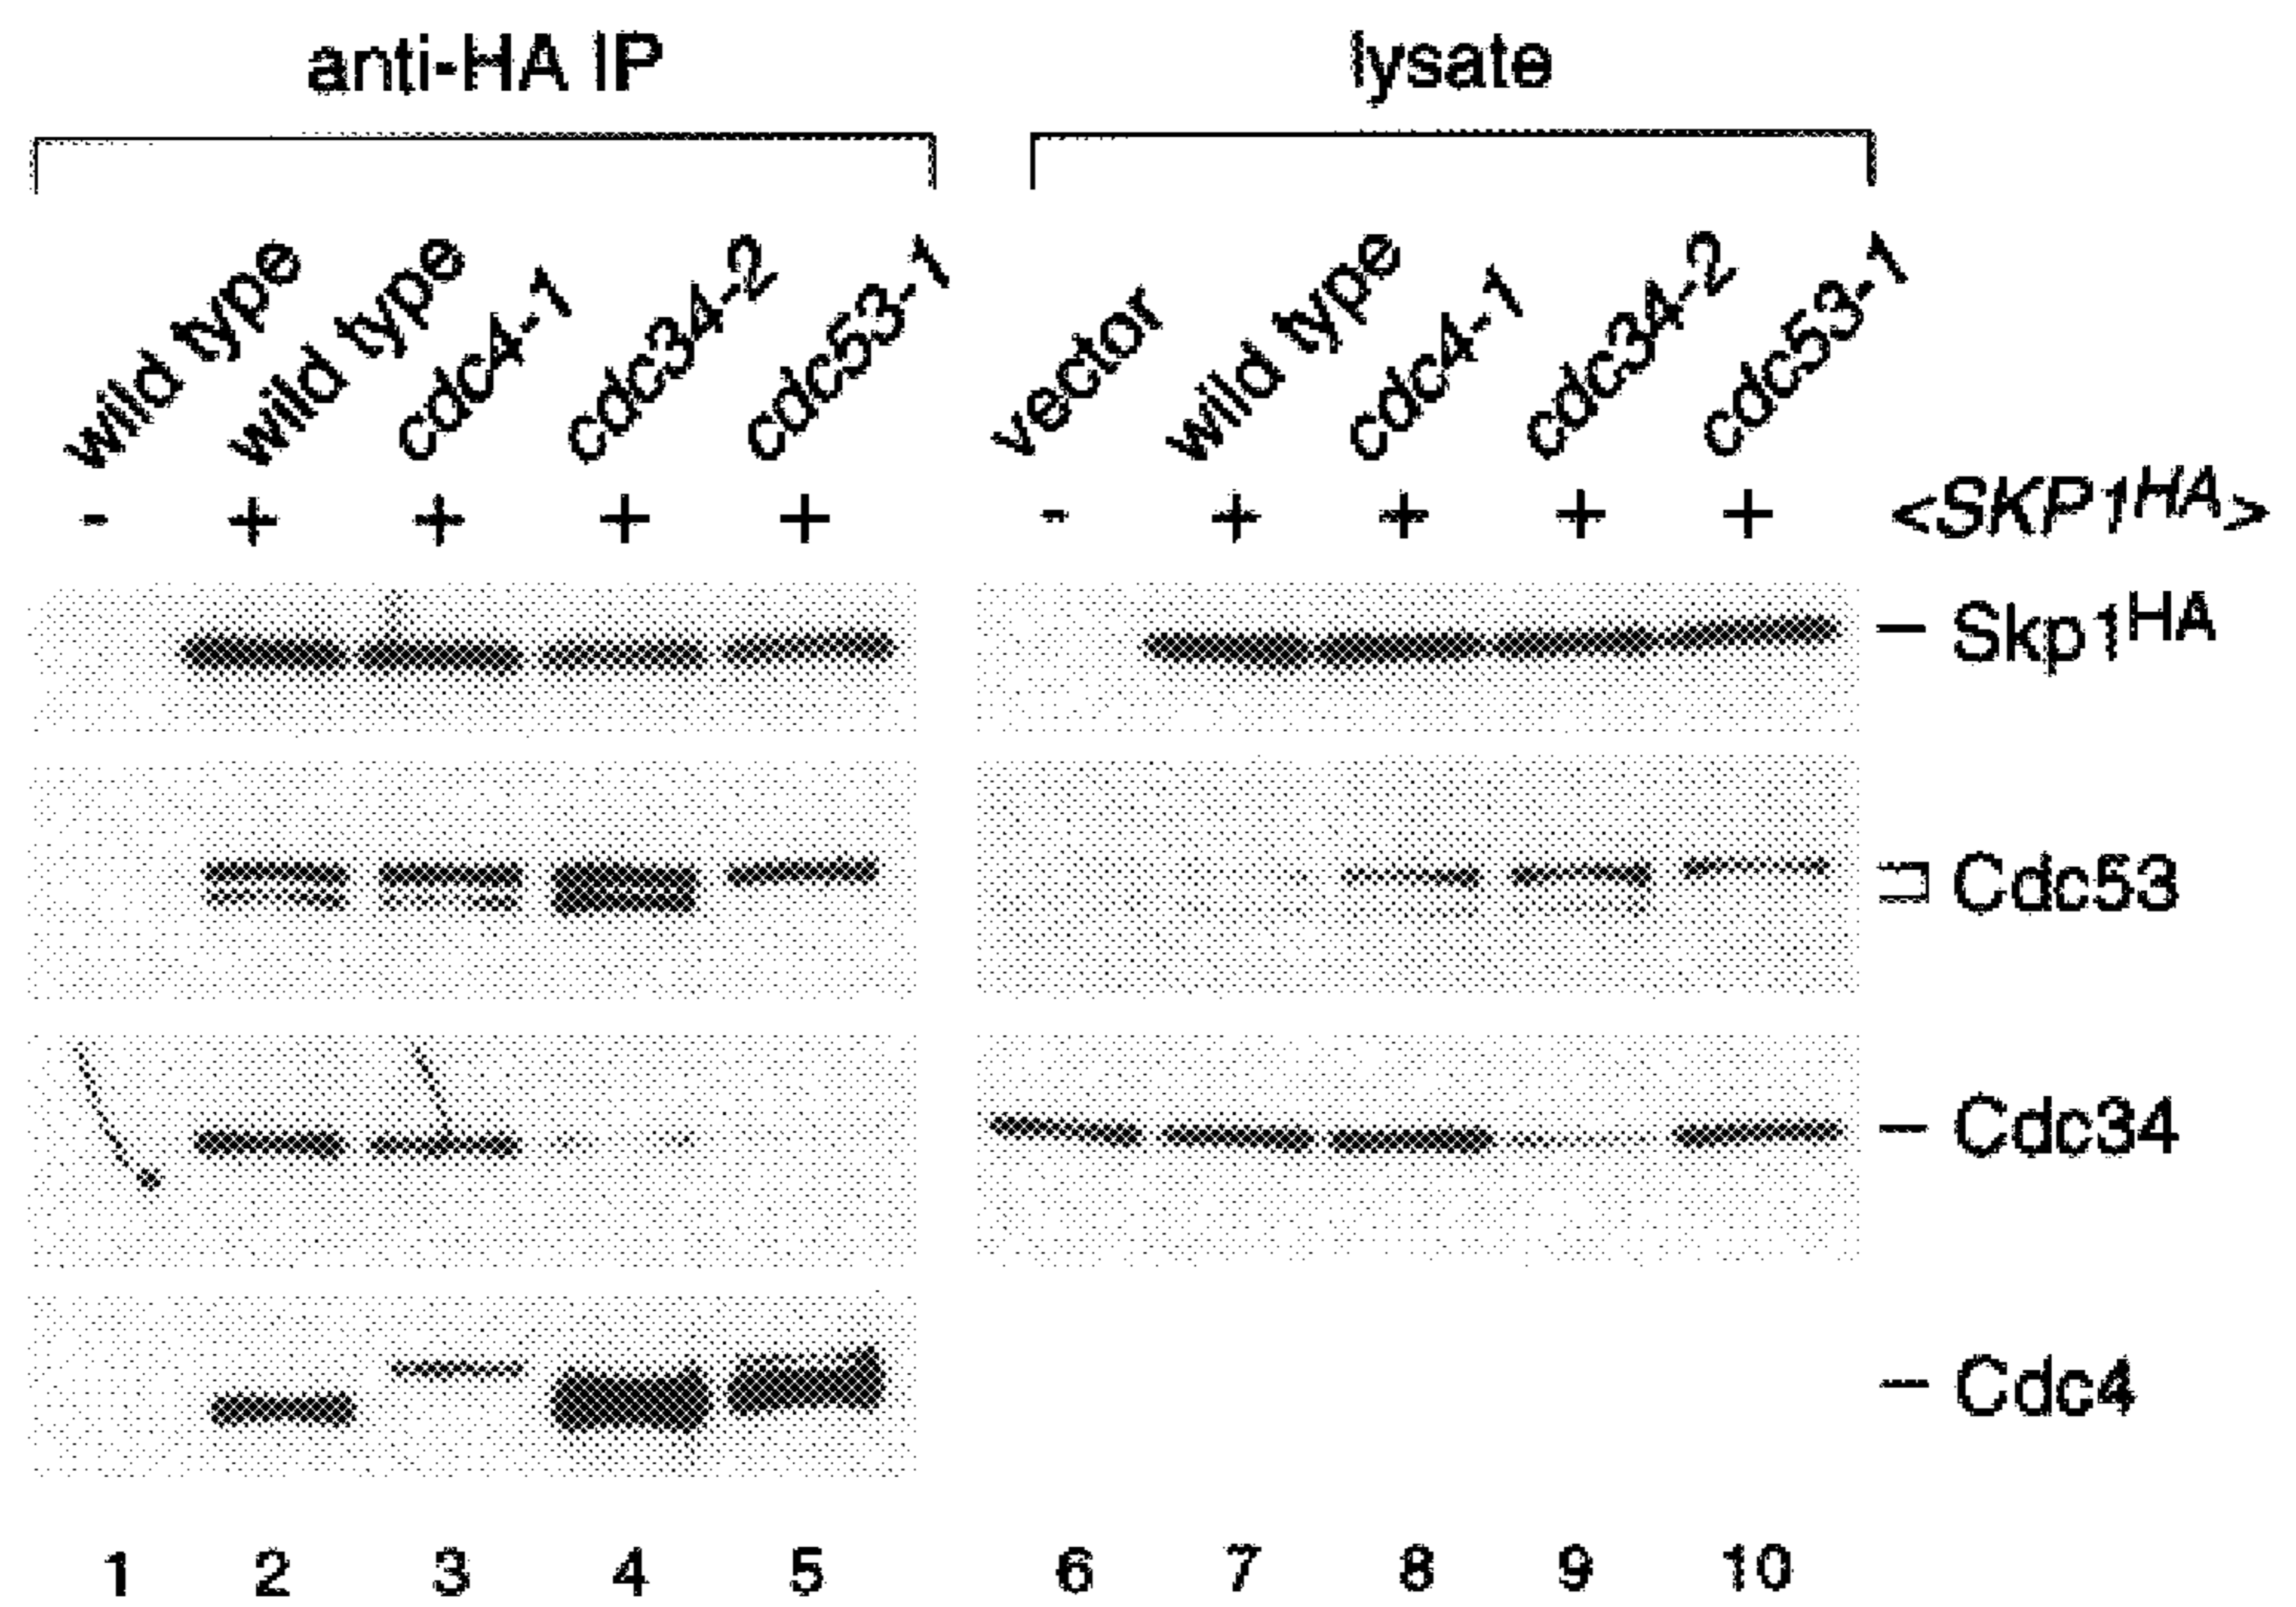 anti-HA IP lysate
wild type wild type cdc4-1 cdc34-2 cdc53-1 vector wild type cdc4-1 cdc34-2 cdc53-1
- + + + + - + + + + <SKP1HA>
Skp1HA
Cdc53
Cdc34
Cdc4
1 2 3 4 5 6 7 8 9 10